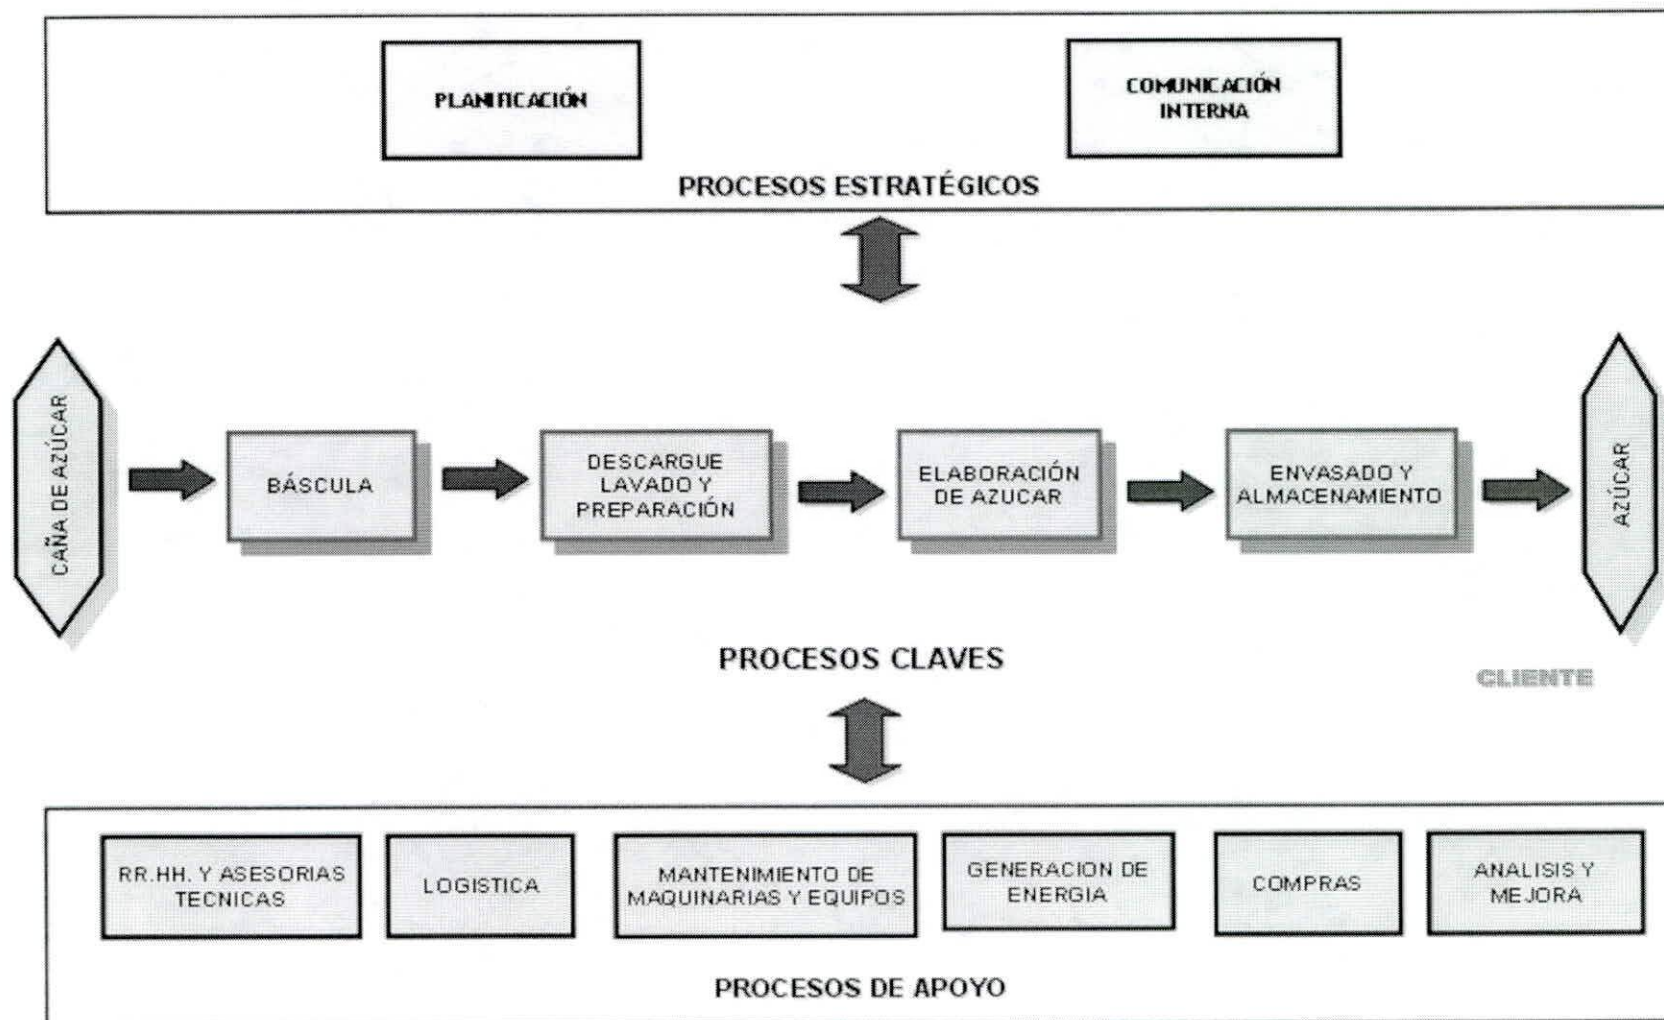 PLANIFICACIÓN
COMUNICACIÓN
INTERNA
PROCESOS ESTRATÉGICOS
CAÑA DE AZÚCAR
BÁSCULA
DESCARGUE
LAVADO Y
PREPARACIÓN
ELABORACIÓN
DE AZUCAR
ENVASADO Y
ALMACENAMIENTO
AZÚCAR
PROCESOS CLAVES
CLIENTE
RR.HH. Y ASESORIAS
TECNICAS
LOGISTICA
MANTENIMIENTO DE
MAQUINARIAS Y EQUIPOS
GENERACION DE
ENERGIA
COMPRAS
ANALISIS Y
MEJORA
PROCESOS DE APOYO